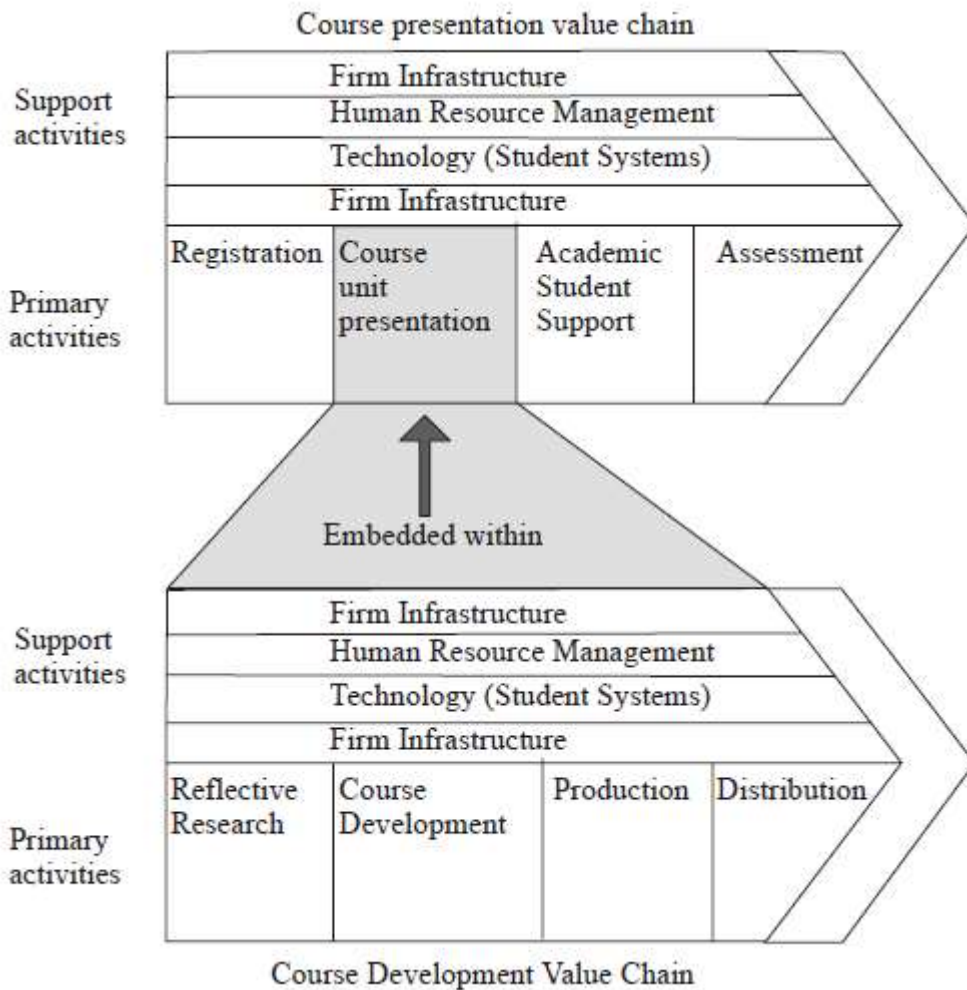 Course presentation value chain
Support
activities
Firm Infrastructure
Human Resource Management
Technology (Student Systems)
Firm Infrastructure
Primary
activities
Registration
Course
unit
presentation
Academic
Student
Support
Assessment
Embedded within
Support
activities
Firm Infrastructure
Human Resource Management
Technology (Student Systems)
Firm Infrastructure
Primary
activities
Reflective
Research
Course
Development
Production
Distribution
Course Development Value Chain